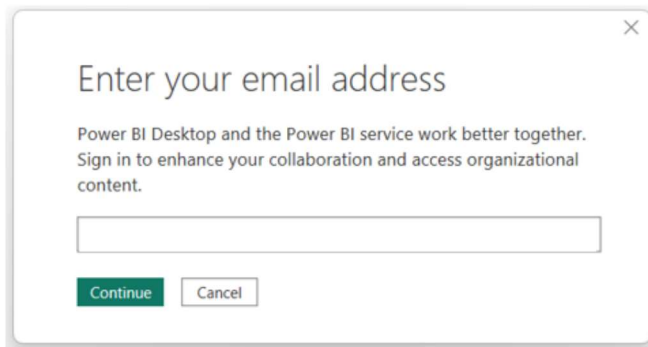 Enter your email address
Power BI Desktop and the Power BI service work better together.
Sign in to enhance your collaboration and access organizational
content.
Continue
Cancel